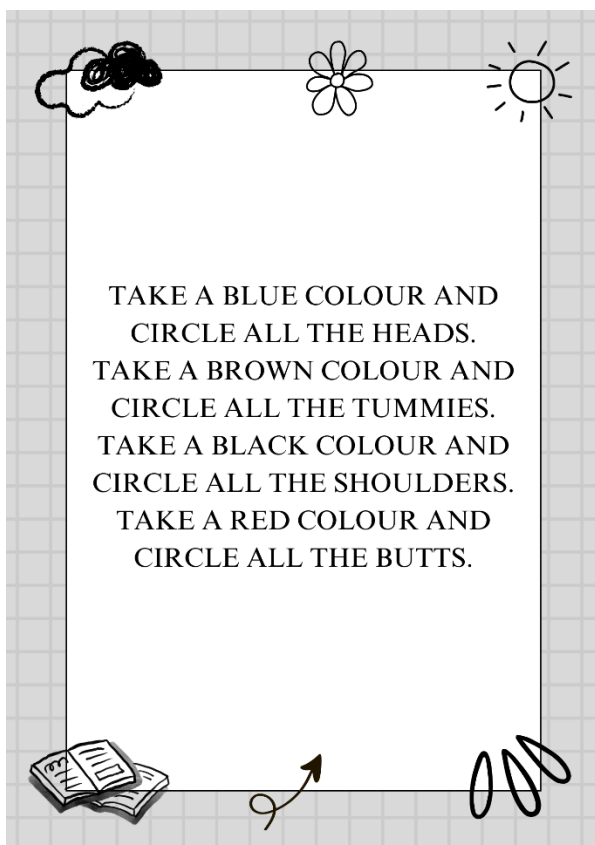 TAKE A BLUE COLOUR AND
CIRCLE ALL THE HEADS.
TAKE A BROWN COLOUR AND
CIRCLE ALL THE TUMMIES.
TAKE A BLACK COLOUR AND
CIRCLE ALL THE SHOULDERS.
TAKE A RED COLOUR AND
CIRCLE ALL THE BUTTS.